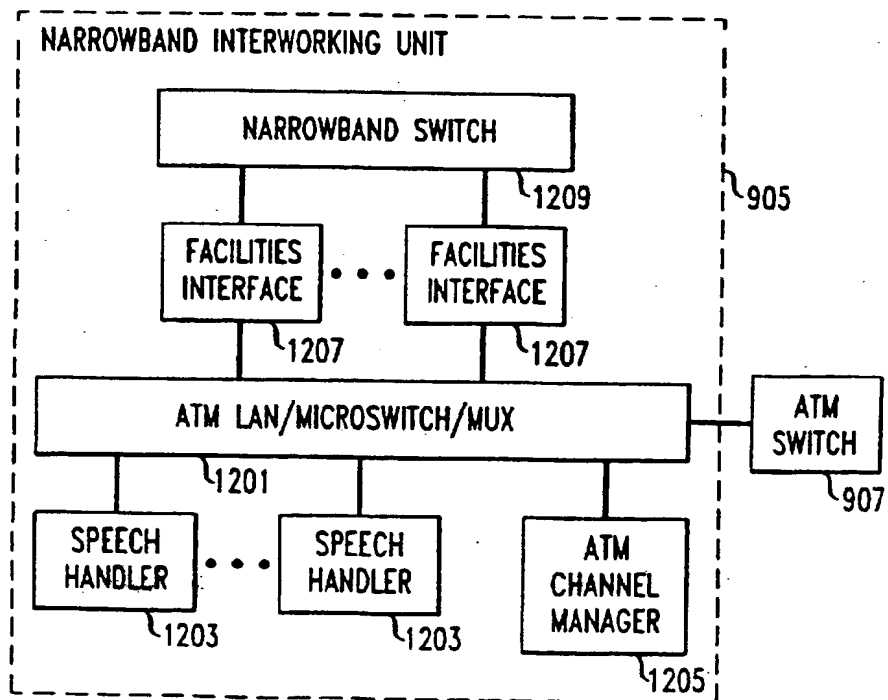 NARROWBAND INTERWORKING UNIT
NARROWBAND SWITCH
1209
905
FACILITIES
INTERFACE
FACILITIES
INTERFACE
1207
1207
ATM LAN/MICROSWITCH/MUX
ATM
SWITCH
1201
907
SPEECH
HANDLER
SPEECH
HANDLER
ATM
CHANNEL
MANAGER
1203
1203
1205